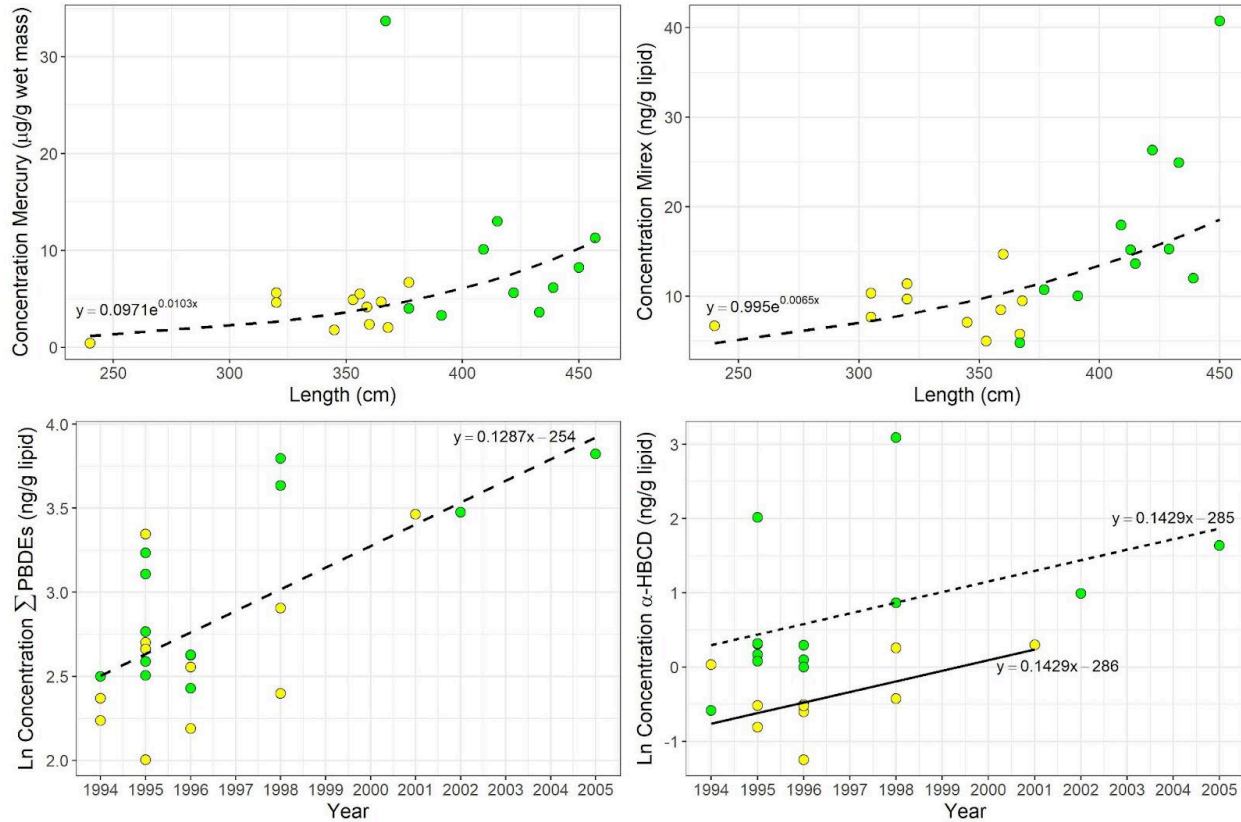 Concentration Mercury (μg/g wet mass)
30
20
10
0
y = 0.0971e^0.0103x
250 300 350 400 450
Length (cm)
Concentration Mirex (ng/g lipid)
40
30
20
10
y = 0.995e^0.0065x
250 300 350 400 450
Length (cm)
Ln Concentration ∑PBDEs (ng/g lipid)
4.0
3.5
3.0
2.5
2.0
y = 0.1287x − 254
1994 1995 1996 1997 1998 1999 2000 2001 2002 2003 2004 2005
Year
Ln Concentration α-HBCD (ng/g lipid)
3
2
1
0
-1
y = 0.1429x − 285
y = 0.1429x − 286
1994 1995 1996 1997 1998 1999 2000 2001 2002 2003 2004 2005
Year